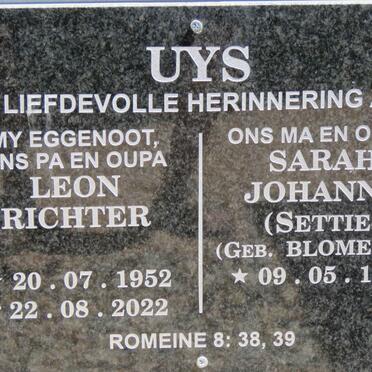 UYS
LIEFDEVOLLE HERINNERING
MY EGGENOOT,
ONS PA EN OUPA
LEON
RICHTER
20.07.1952
22.08.2022
ONS MA EN
SARAH
JOHANN
(SETTIE
(GEB. BLOME
★ 09.05.1
ROMEINE 8: 38, 39